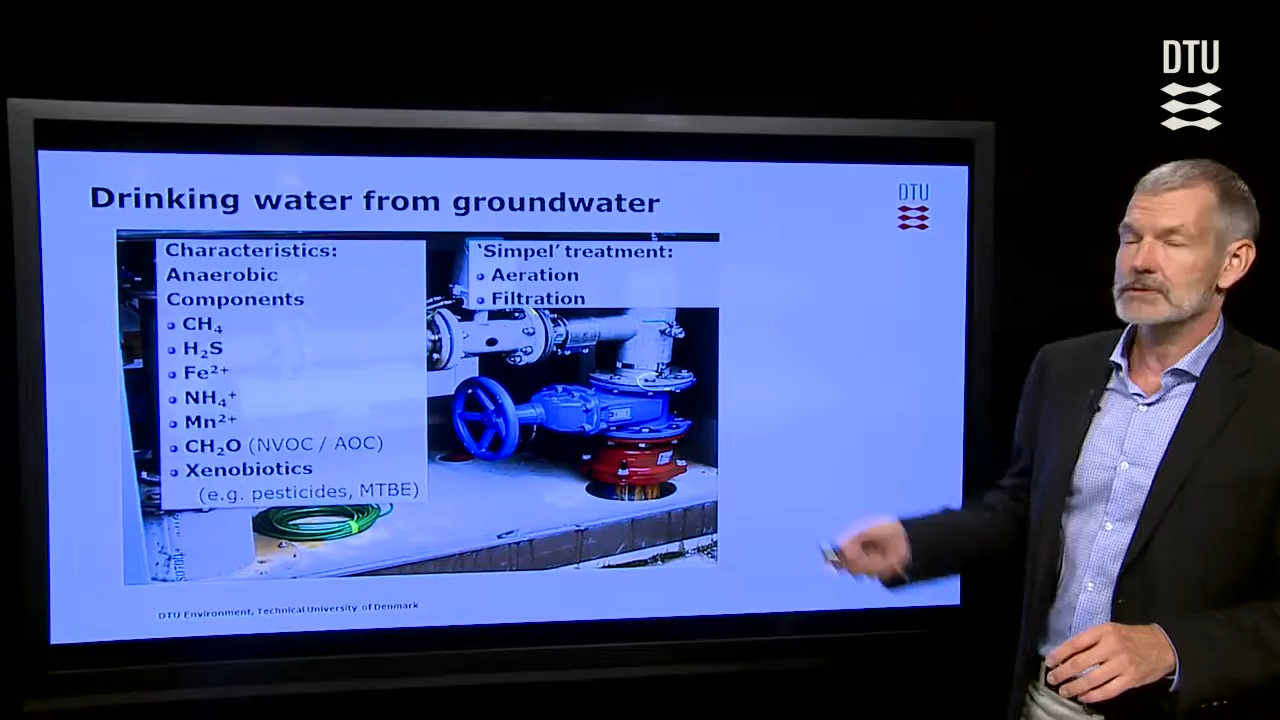 DTU
Drinking water from groundwater
DTU
Characteristics:
Anaerobic
Components
CH₄
H₂S
Fe²⁺
NH₄⁺
Mn²⁺
CH₂O (NVOC / AOC)
Xenobiotics
(e.g. pesticides, MTBE)
‘Simpel’ treatment:
Aeration
Filtration
DTU Environment, Technical University of Denmark